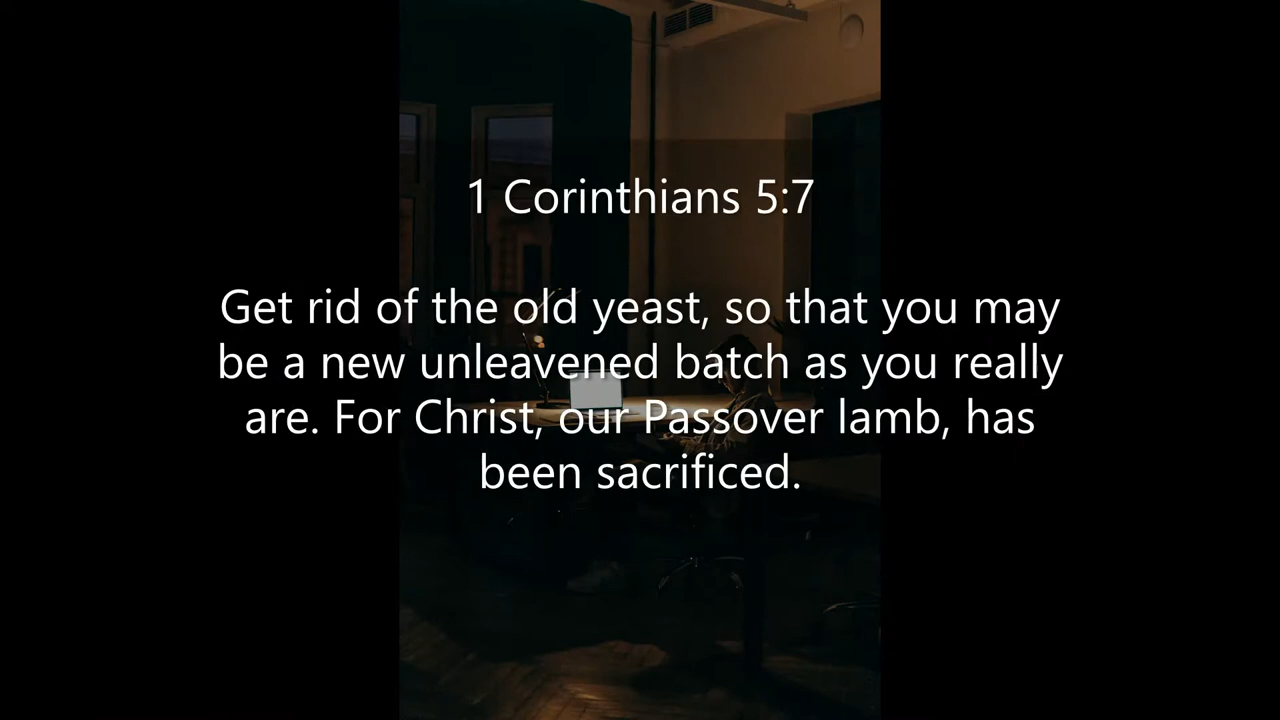 1 Corinthians 5:7
Get rid of the old yeast, so that you may
be a new unleavened batch as you really
are. For Christ, our Passover lamb, has
been sacrificed.